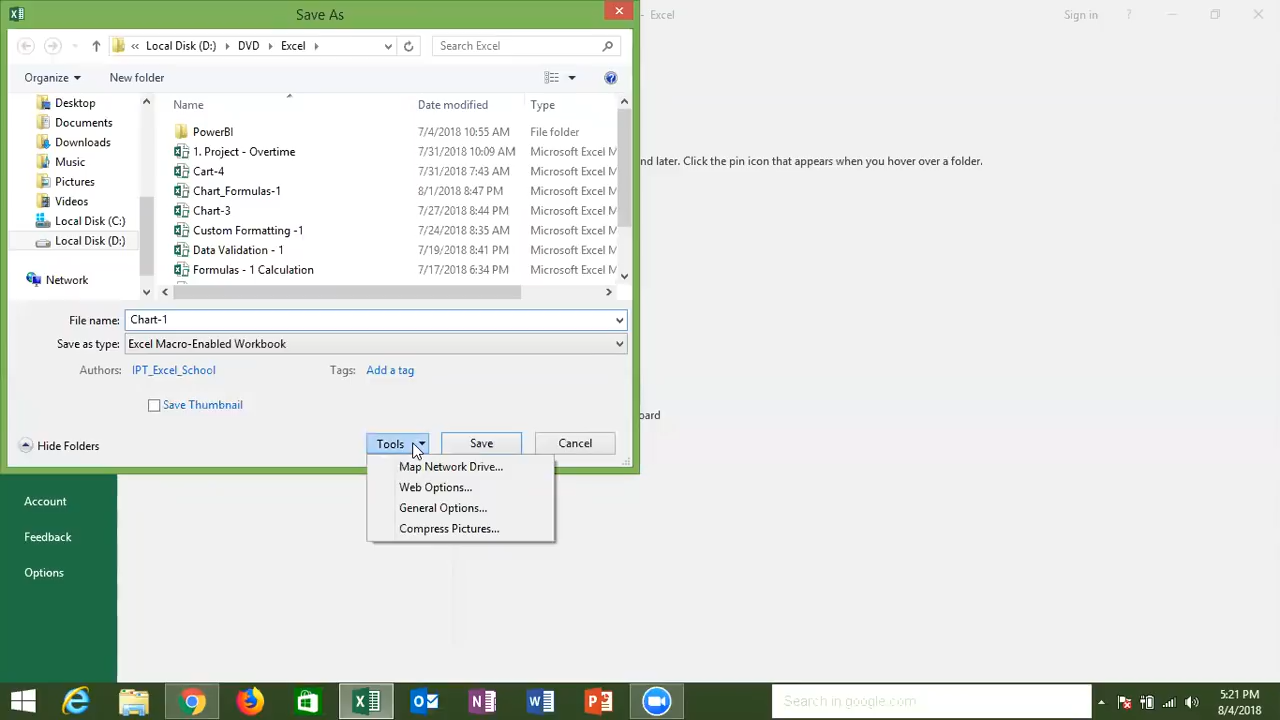 Save As
- Excel
Sign in
?
« Local Disk (D:) DVD Excel
Search Excel
Organize
New folder
Desktop
Documents
Downloads
Music
Pictures
Videos
Local Disk (C:)
Local Disk (D:)
Network
Name Date modified Type
PowerBI 7/4/2018 10:55 AM File folder
1. Project - Overtime 7/31/2018 10:09 AM Microsoft Excel M
Cart-4 7/31/2018 7:43 AM Microsoft Excel M
Chart_Formulas-1 8/1/2018 8:47 PM Microsoft Excel M
Chart-3 7/27/2018 8:44 PM Microsoft Excel M
Custom Formatting -1 7/24/2018 8:35 AM Microsoft Excel M
Data Validation - 1 7/19/2018 8:41 PM Microsoft Excel M
Formulas - 1 Calculation 7/17/2018 6:34 PM Microsoft Excel M
nd later. Click the pin icon that appears when you hover over a folder.
File name: Chart-1
Save as type: Excel Macro-Enabled Workbook
Authors: IPT_Excel_School
Tags: Add a tag
Save Thumbnail
oard
Hide Folders
Tools
Save
Cancel
Map Network Drive...
Web Options...
General Options...
Compress Pictures...
Account
Feedback
Options
Search in google.com
5:21 PM
8/4/2018